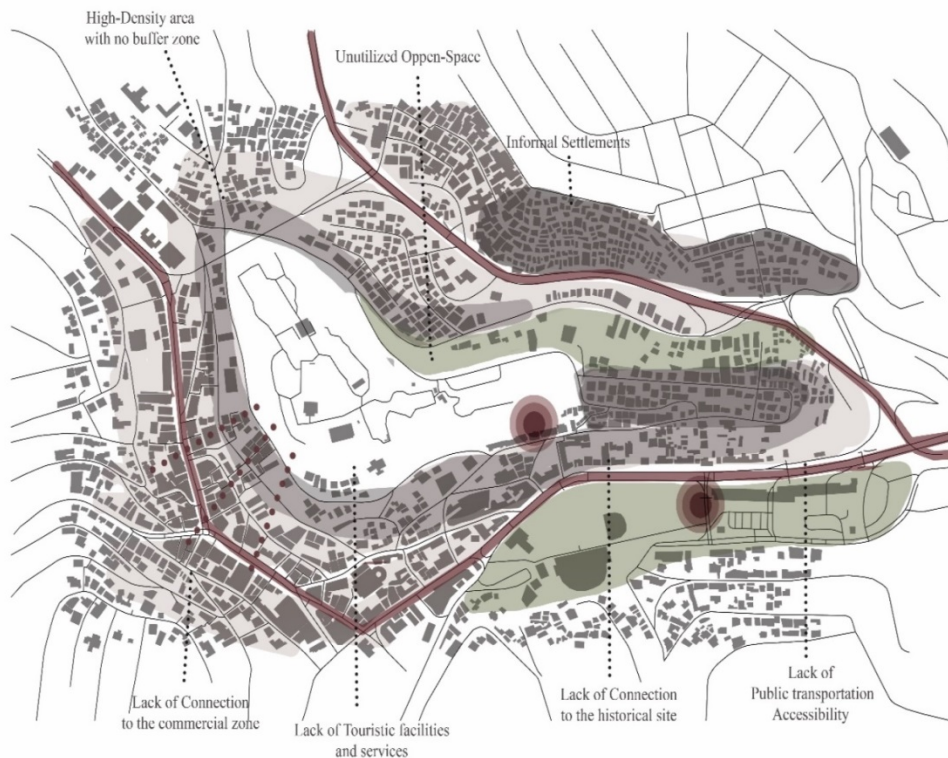 High-Density area
with no buffer zone
Unutilized Oppen-Space
Informal Settlements
Lack of Connection
to the commercial zone
Lack of Touristic facilities
and services
Lack of Connection
to the historical site
Lack of
Public transportation
Accessibility